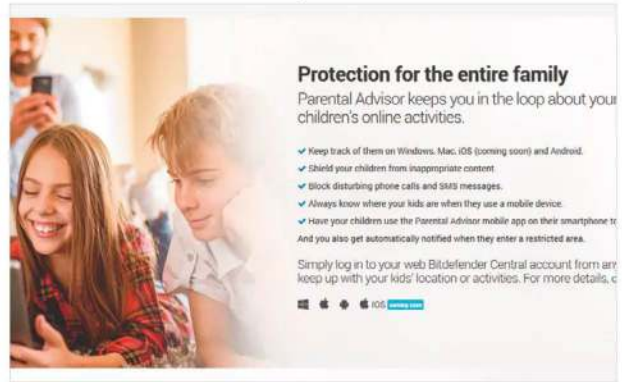 Protection for the entire family
Parental Advisor keeps you in the loop about your
children's online activities.
Keep track of them on Windows, Mac, iOS (coming soon) and Android.
Shield your children from inappropriate content
Block disturbing phone calls and SMS messages.
Always know where your kids are when they use a mobile device.
Have your children use the Parental Advisor mobile app on their smartphone to
And you also get automatically notified when they enter a restricted area.
Simply log in to your web Bitdefender Central account from any
keep up with your kids' location or activities. For more details,
iOS coming soon